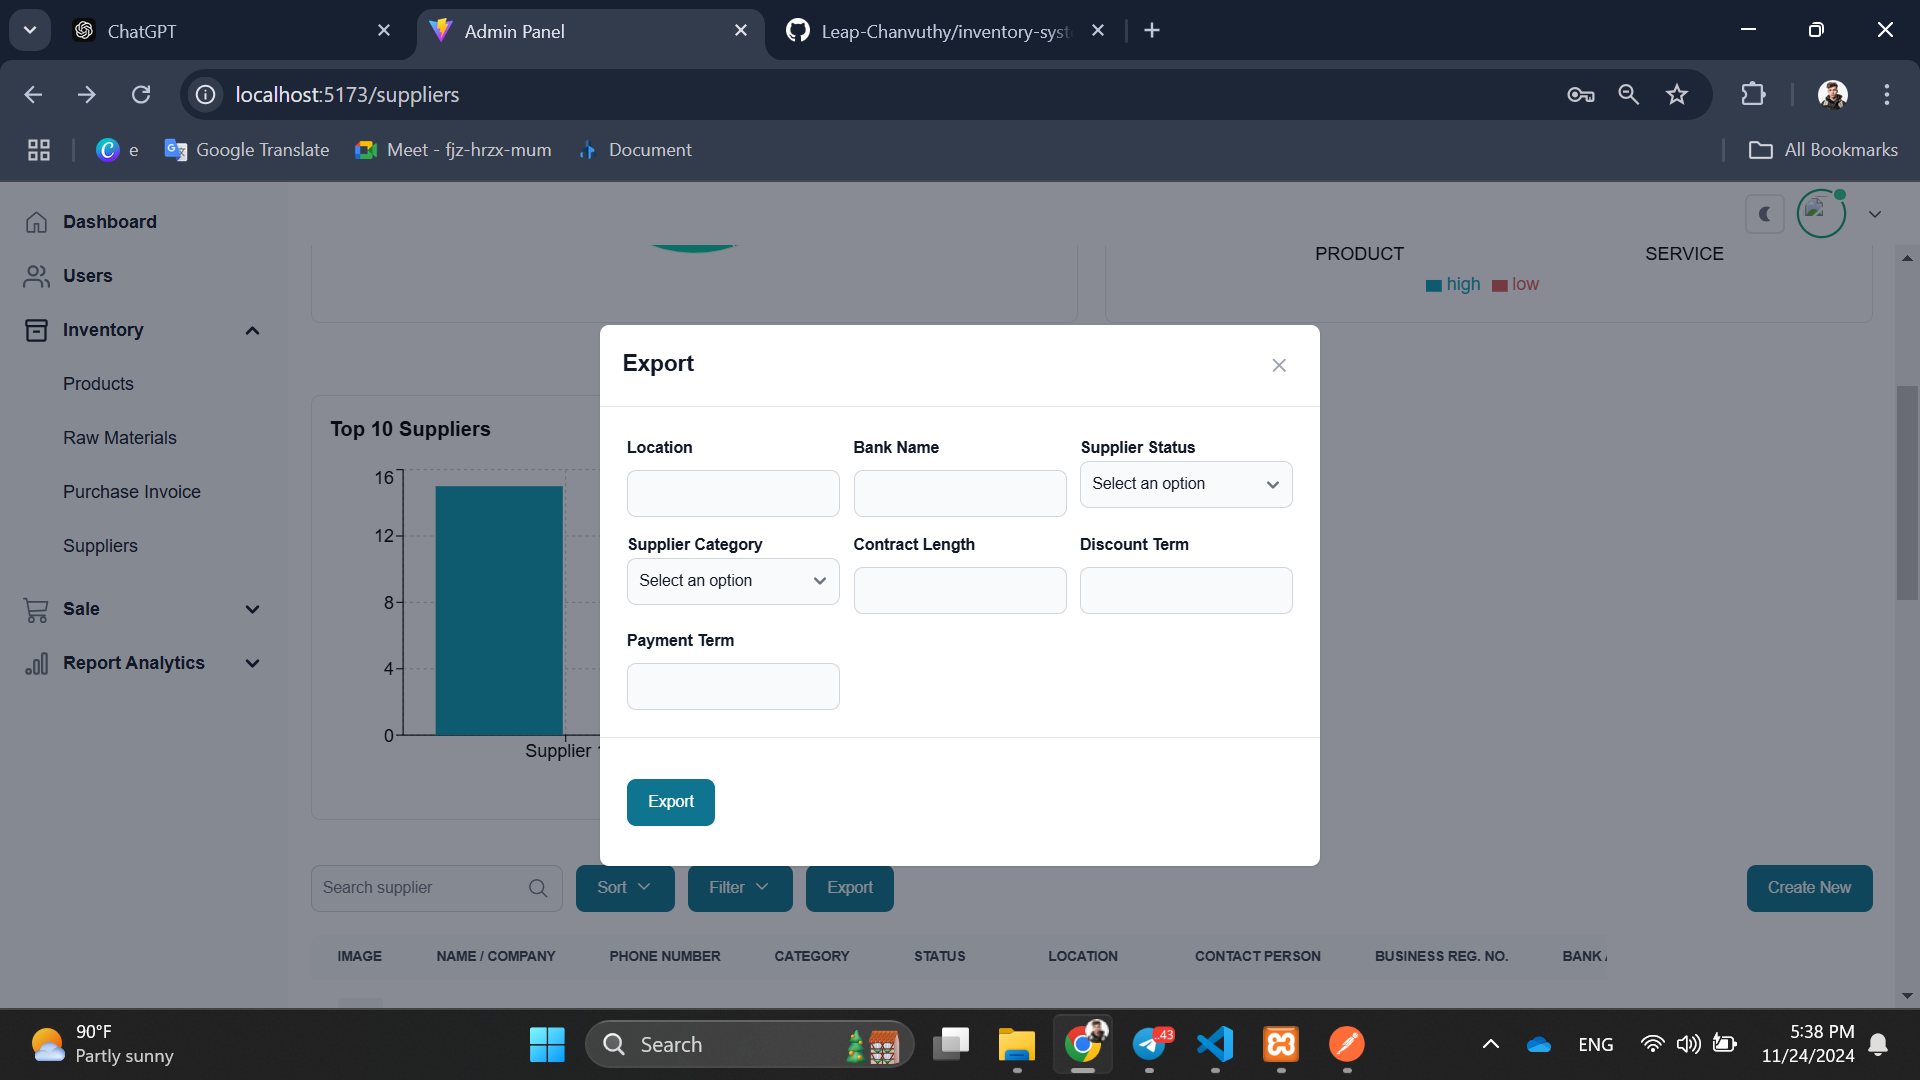 ChatGPT
Admin Panel
Leap-Chanvuthy/inventory-syst
localhost:5173/suppliers
e
Google Translate
Meet - fjz-hrzx-mum
Document
All Bookmarks
Dashboard
Users
Inventory
Products
Raw Materials
Purchase Invoice
Suppliers
Sale
Report Analytics
PRODUCT
SERVICE
high
low
Top 10 Suppliers
16
12
8
4
0
Supplier
Export
Location
Bank Name
Supplier Status
Select an option
Supplier Category
Contract Length
Discount Term
Select an option
Payment Term
Export
Search supplier
Sort
Filter
Export
Create New
IMAGE
NAME / COMPANY
PHONE NUMBER
CATEGORY
STATUS
LOCATION
CONTACT PERSON
BUSINESS REG. NO.
BANK
90°F
Partly sunny
Search
..43
ENG
5:38 PM
11/24/2024